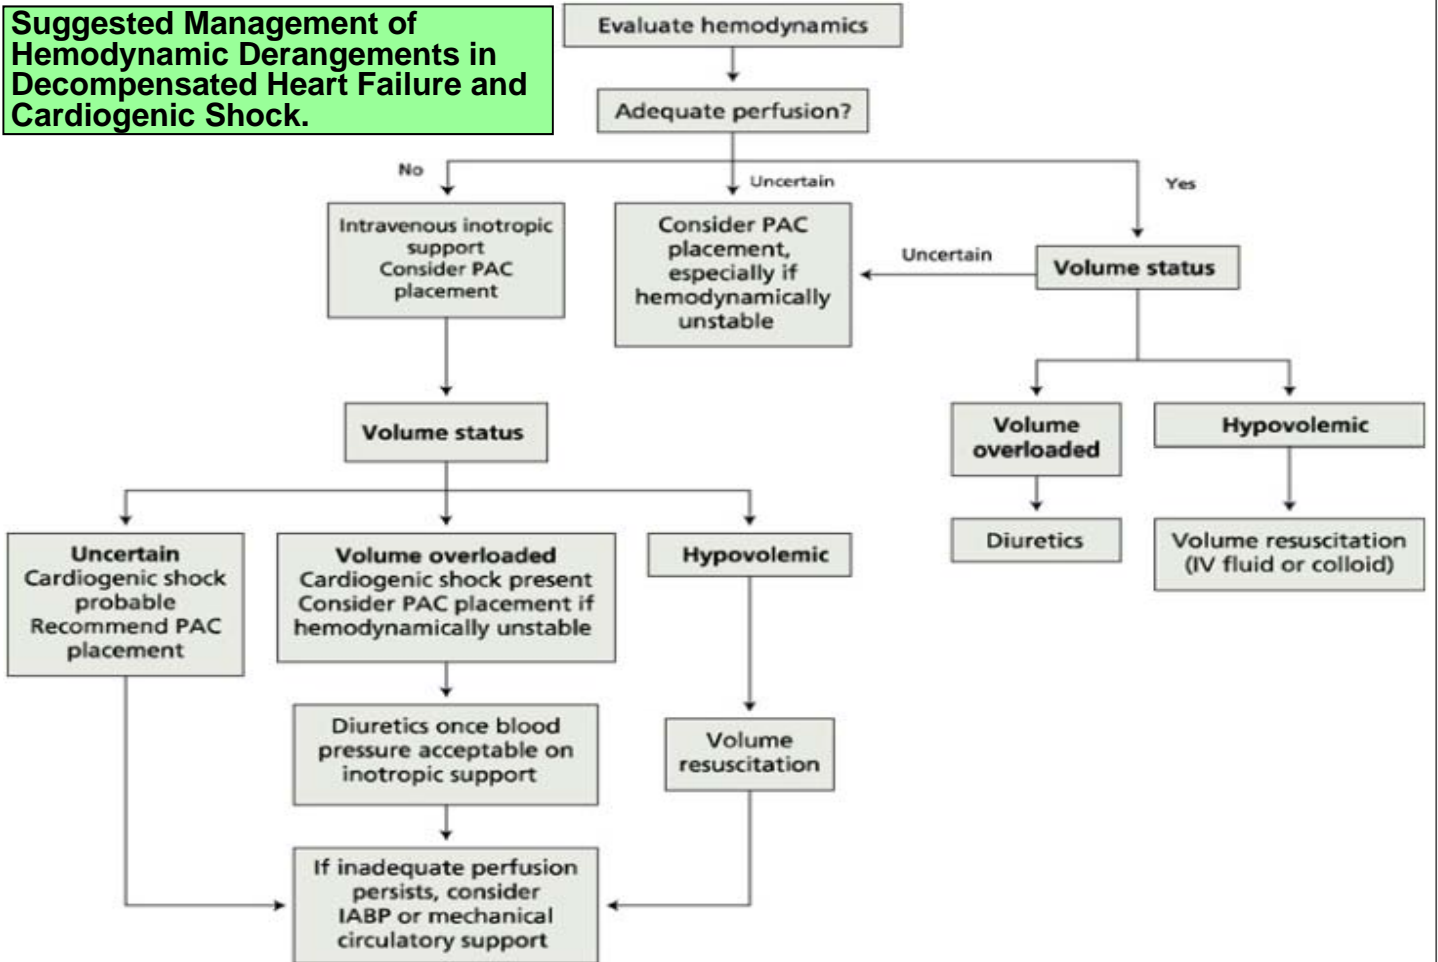 Suggested Management of
Hemodynamic Derangements in
Decompensated Heart Failure and
Cardiogenic Shock.
Evaluate hemodynamics
Adequate perfusion?
No
Uncertain
Yes
Intravenous inotropic
support
Consider PAC
placement
Consider PAC
placement,
especially if
hemodynamically
unstable
Uncertain
Volume status
Volume status
Volume
overloaded
Hypovolemic
Diuretics
Volume resuscitation
(IV fluid or colloid)
Uncertain
Cardiogenic shock
probable
Recommend PAC
placement
Volume overloaded
Cardiogenic shock present
Consider PAC placement if
hemodynamically unstable
Hypovolemic
Diuretics once blood
pressure acceptable on
inotropic support
Volume
resuscitation
If inadequate perfusion
persists, consider
IABP or mechanical
circulatory support